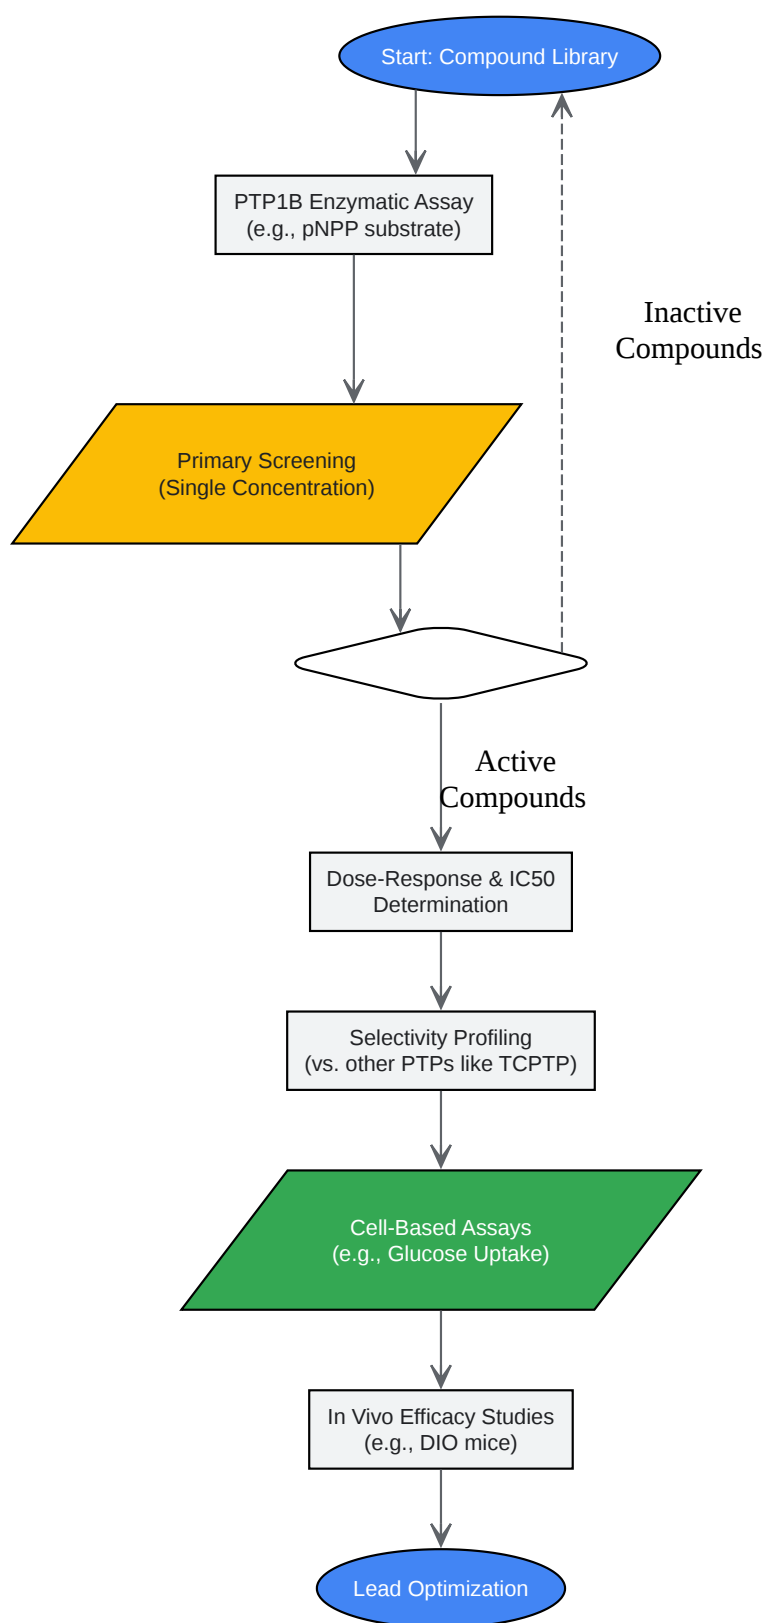 Start: Compound Library
PTP1B Enzymatic Assay
(e.g., pNPP substrate)
Inactive
Compounds
Primary Screening
(Single Concentration)
Active
Compounds
Dose-Response & IC50
Determination
Selectivity Profiling
(vs. other PTPs like TCPTP)
Cell-Based Assays
(e.g., Glucose Uptake)
In Vivo Efficacy Studies
(e.g., DIO mice)
Lead Optimization